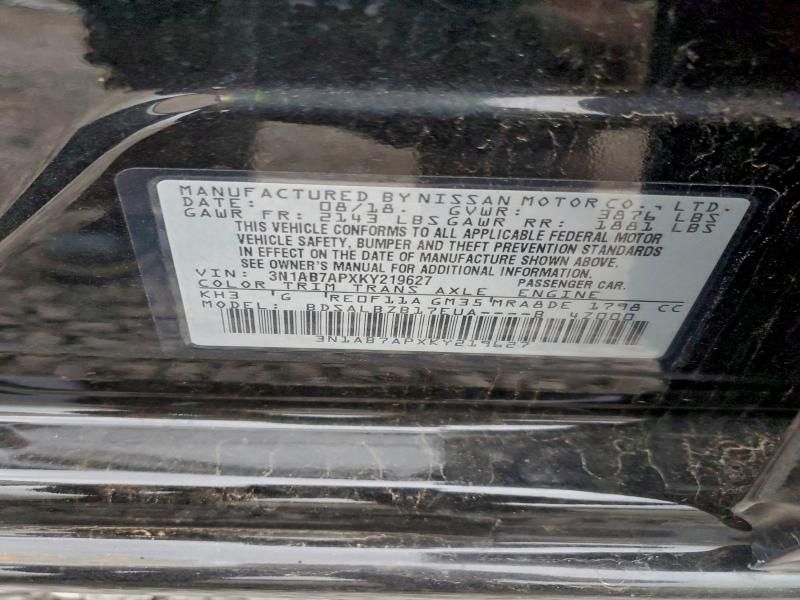 MANUFACTURED BY NISSAN MOTOR CO., LTD.
DATE: 08/18 GVWR: 3876 LBS
GAWR FR: 2143 LBS GAWR RR: 1881 LBS
THIS VEHICLE CONFORMS TO ALL APPLICABLE FEDERAL MOTOR
VEHICLE SAFETY, BUMPER AND THEFT PREVENTION STANDARDS
IN EFFECT ON THE DATE OF MANUFACTURE SHOWN ABOVE.
SEE OWNER'S MANUAL FOR ADDITIONAL INFORMATION.
VIN: 3N1AB7APXKY219627 PASSENGER CAR.
COLOR TRIM TRANS AXLE ENGINE
KH3 G RE0F11A GM35 MRA8DE 1798 CC
MODEL: BDSALBZB17EUA----B 47000
3N1AB7APXKY219627